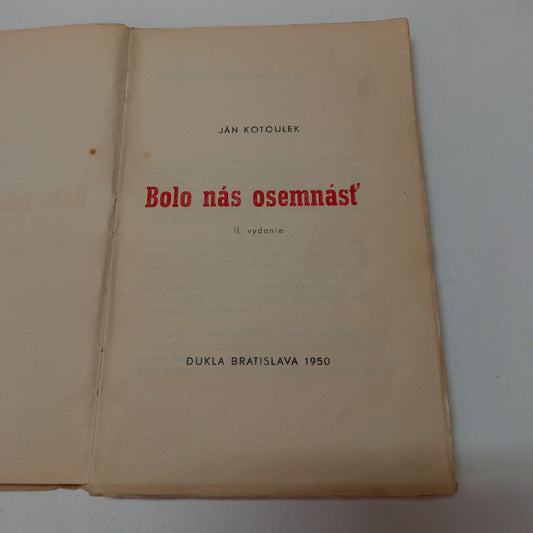 JÁN KOTOULEK
Bolo nás osemnásť
II. vydanie
DUKLA BRATISLAVA 1950